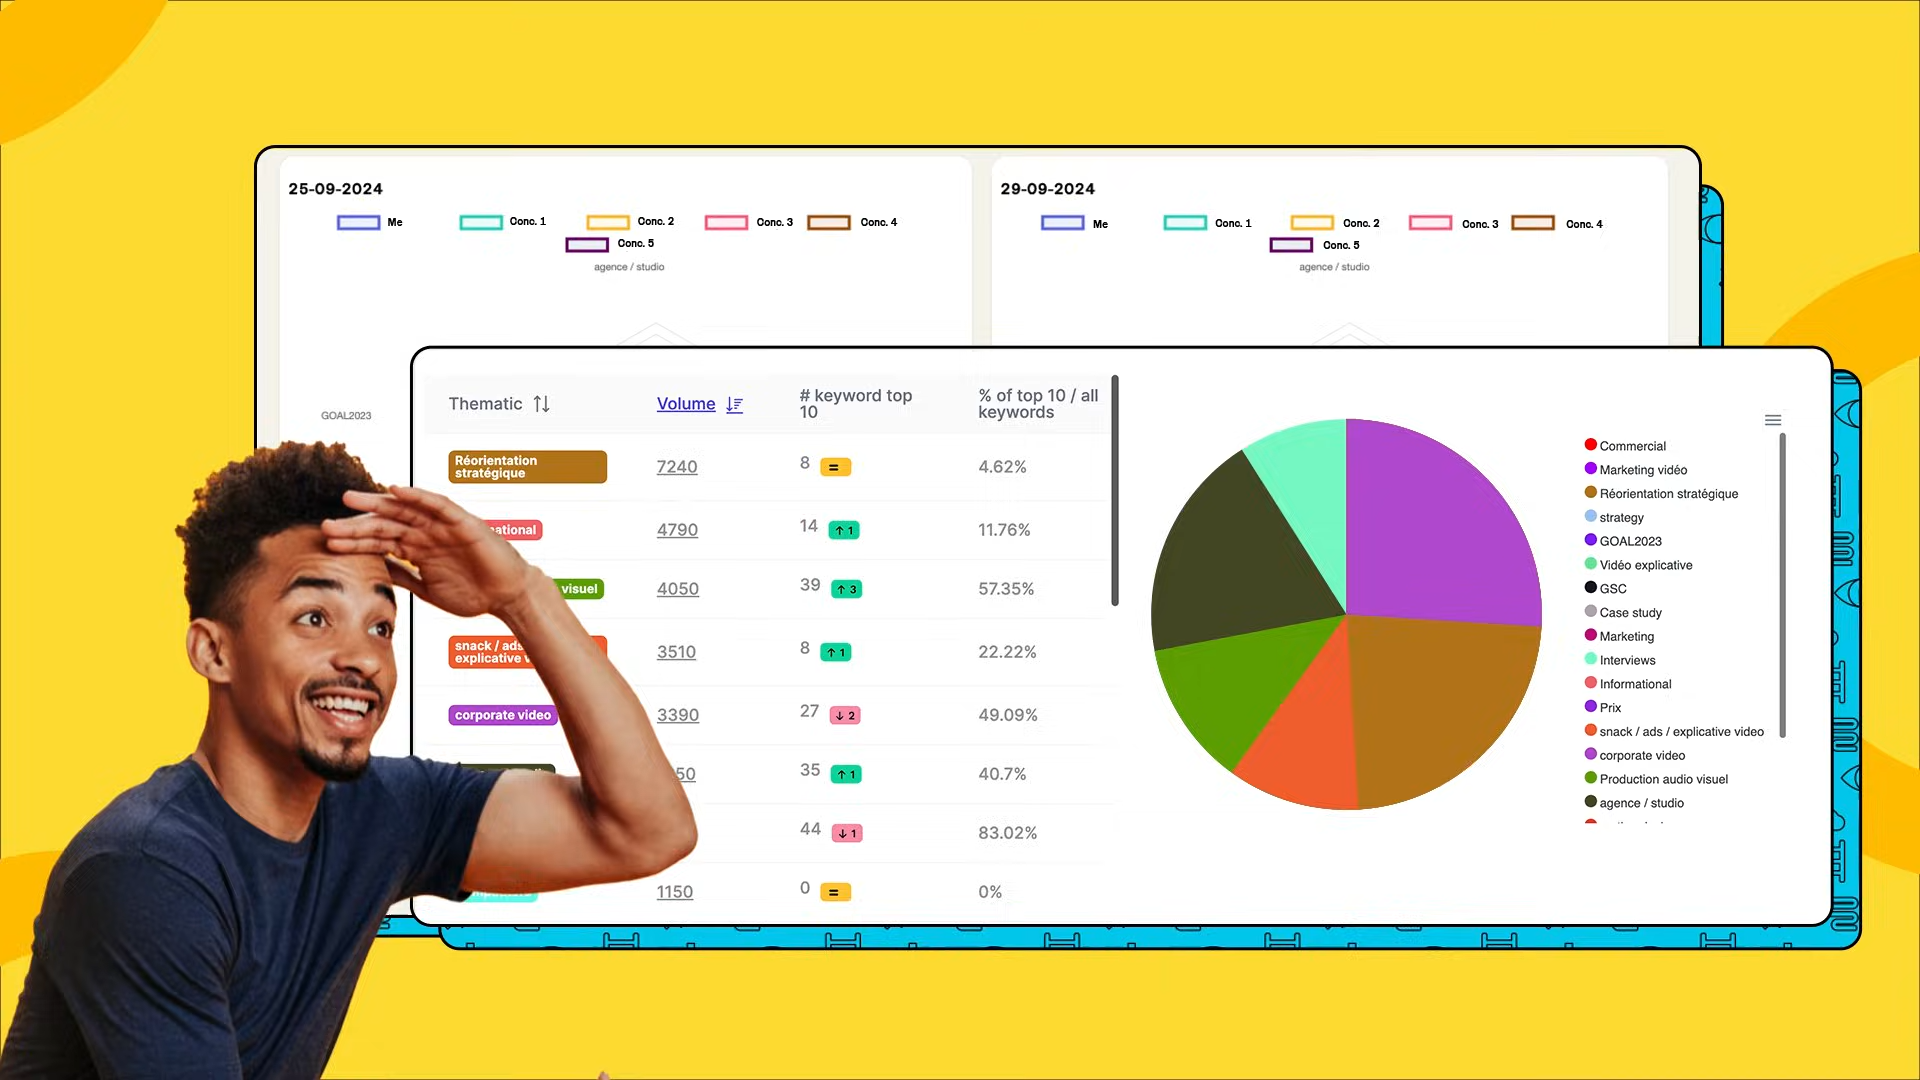 25-09-2024
Me
Conc. 1
Conc. 2
Conc. 3
Conc. 4
Conc. 5
agence / studio
GOAL2023
29-09-2024
Me
Conc. 1
Conc. 2
Conc. 3
Conc. 4
Conc. 5
agence / studio
Thematic
Volume
# keyword top
10
% of top 10 / all
keywords
Réorientation
stratégique
7240
8 =
4.62%
4790
14 ↑ 1
11.76%
visuel
4050
39 ↑ 3
57.35%
snack / ads
explicative
3510
8 ↑ 1
22.22%
corporate video
3390
27 ↓ 2
49.09%
35 ↑ 1
40.7%
44 ↓ 1
83.02%
1150
0 =
0%
Commercial
Marketing vidéo
Réorientation stratégique
strategy
GOAL2023
Vidéo explicative
GSC
Case study
Marketing
Interviews
Informational
Prix
snack / ads / explicative video
corporate video
Production audio visuel
agence / studio